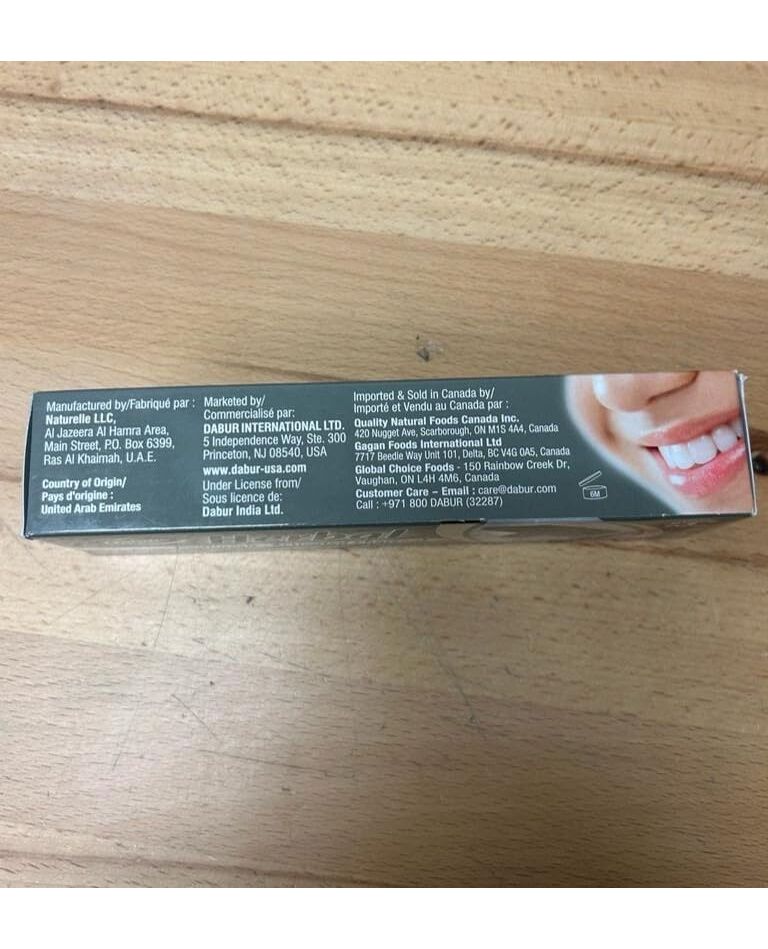 Manufactured by/Fabriqué par :
Naturelle LLC,
Al Jazeera Al Hamra Area,
Main Street, P.O. Box 6399,
Ras Al Khaimah, U.A.E.
Country of Origin/
Pays d'origine :
United Arab Emirates
Marketed by/
Commercialisé par:
DABUR INTERNATIONAL LTD.
5 Independence Way, Ste. 300
Princeton, NJ 08540, USA
www.dabur-usa.com
Under License from/
Sous licence de:
Dabur India Ltd.
Imported & Sold in Canada by/
Importé et Vendu au Canada par :
Quality Natural Foods Canada Inc.
420 Nugget Ave, Scarborough, ON M1S 4A4, Canada
Gagan Foods International Ltd
7717 Beedle Way Unit 101, Delta, BC V4G 0A5, Canada
Global Choice Foods - 150 Rainbow Creek Dr,
Vaughan, ON L4H 4M6, Canada
Customer Care – Email : care@dabur.com
Call : +971 800 DABUR (32287)
6M